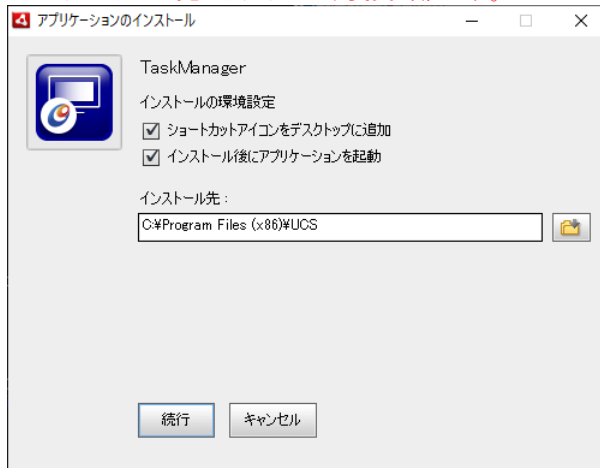 アプリケーションのインストール
TaskManager
インストールの環境設定
ショートカットアイコンをデスクトップに追加
インストール後にアプリケーションを起動
インストール先：
C:¥Program Files (x86)¥UCS
続行
キャンセル